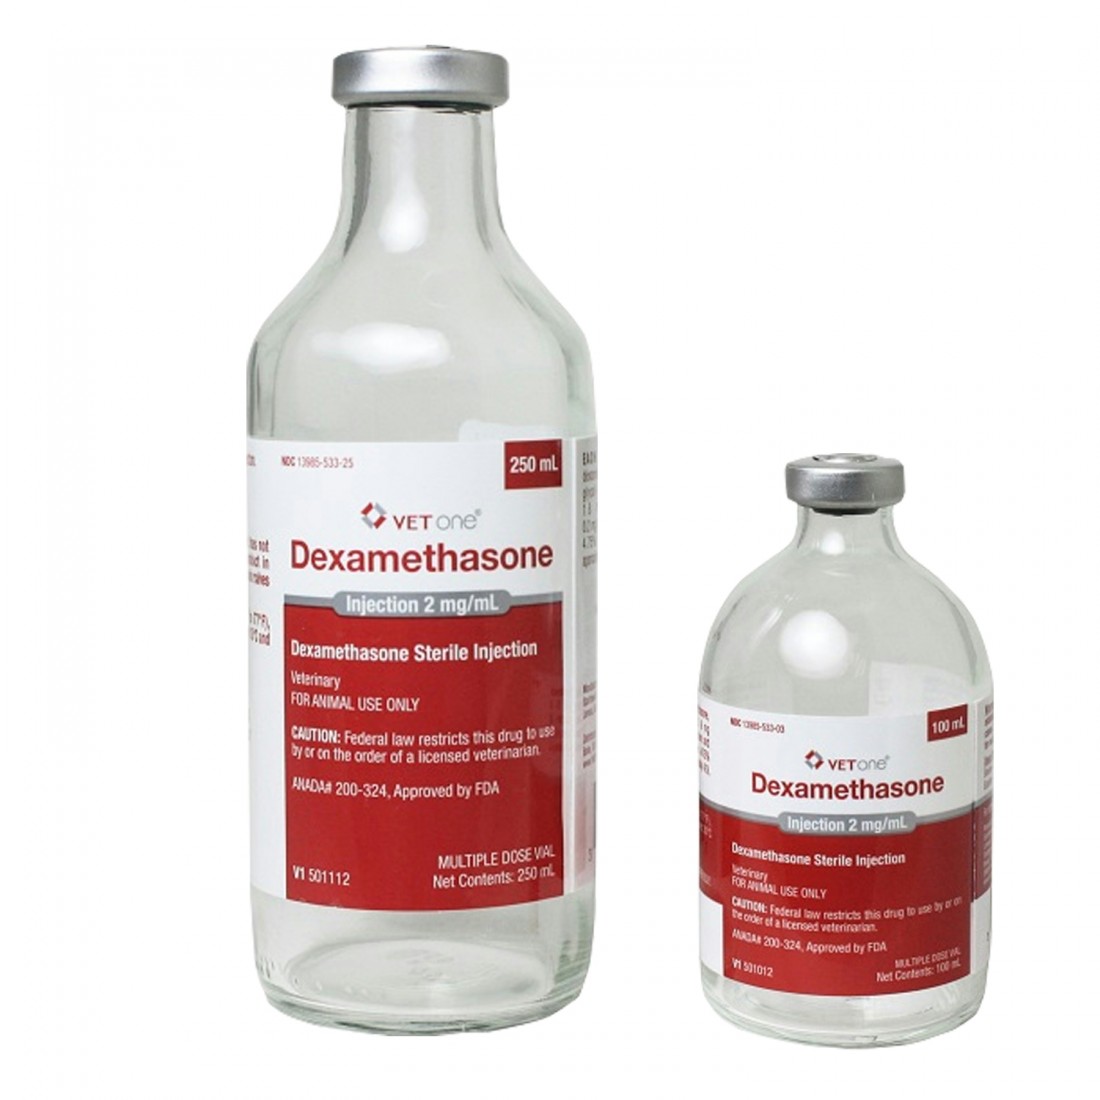 NDC 13985-533-25
250 mL
VET one®
Dexamethasone
Injection 2 mg/mL
Dexamethasone Sterile Injection
Veterinary
FOR ANIMAL USE ONLY
CAUTION: Federal law restricts this drug to use
by or on the order of a licensed veterinarian.
ANADA# 200-324, Approved by FDA
MULTIPLE DOSE VIAL
V1 501112
Net Contents: 250 mL
NDC 13985-533-03
100 mL
VET one®
Dexamethasone
Injection 2 mg/mL
Dexamethasone Sterile Injection
Veterinary
FOR ANIMAL USE ONLY
CAUTION: Federal law restricts this drug to use by or on
the order of a licensed veterinarian.
ANADA# 200-324, Approved by FDA
MULTIPLE DOSE VIAL
V1 501012
Net Contents: 100 mL